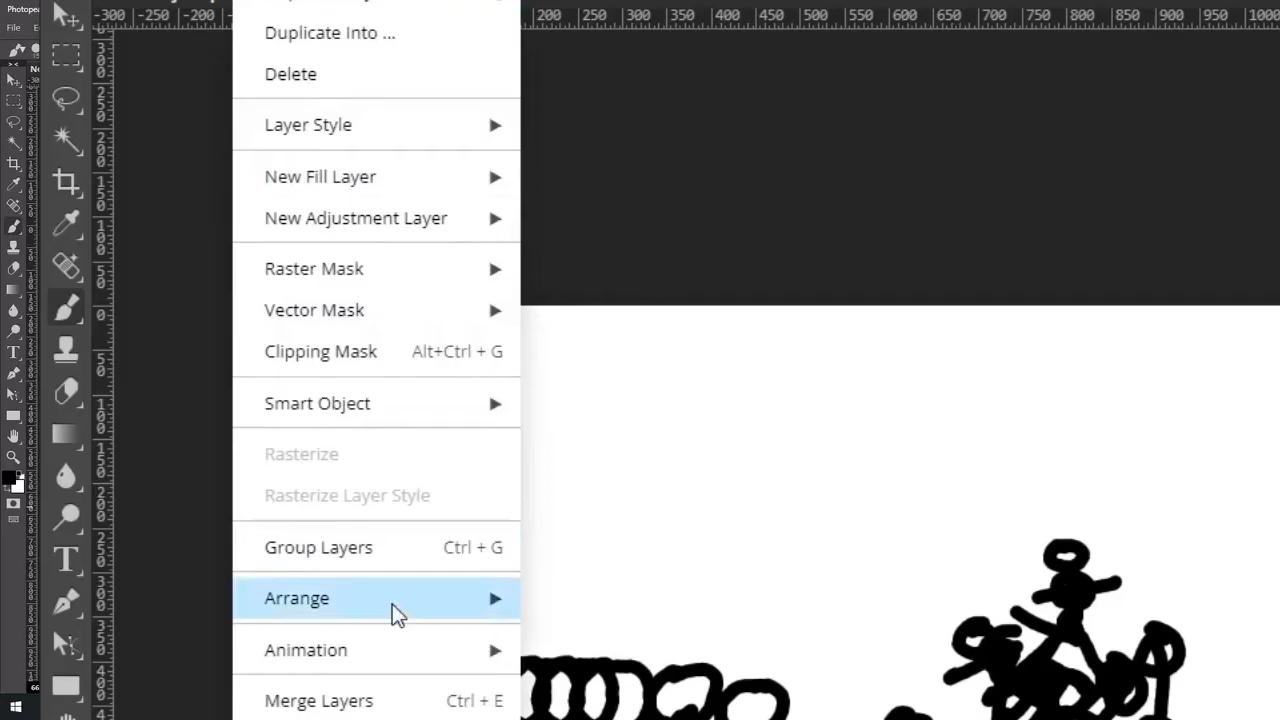 Photopea
File
-300 -250 -200 200 250 300 350 400 450 500 550 600 650 700 750 800 850 900 950 1000
Duplicate Into ...
Delete
Layer Style
New Fill Layer
New Adjustment Layer
Raster Mask
Vector Mask
Clipping Mask Alt+Ctrl + G
Smart Object
Rasterize
Rasterize Layer Style
Group Layers Ctrl + G
Arrange
Animation
Merge Layers Ctrl + E